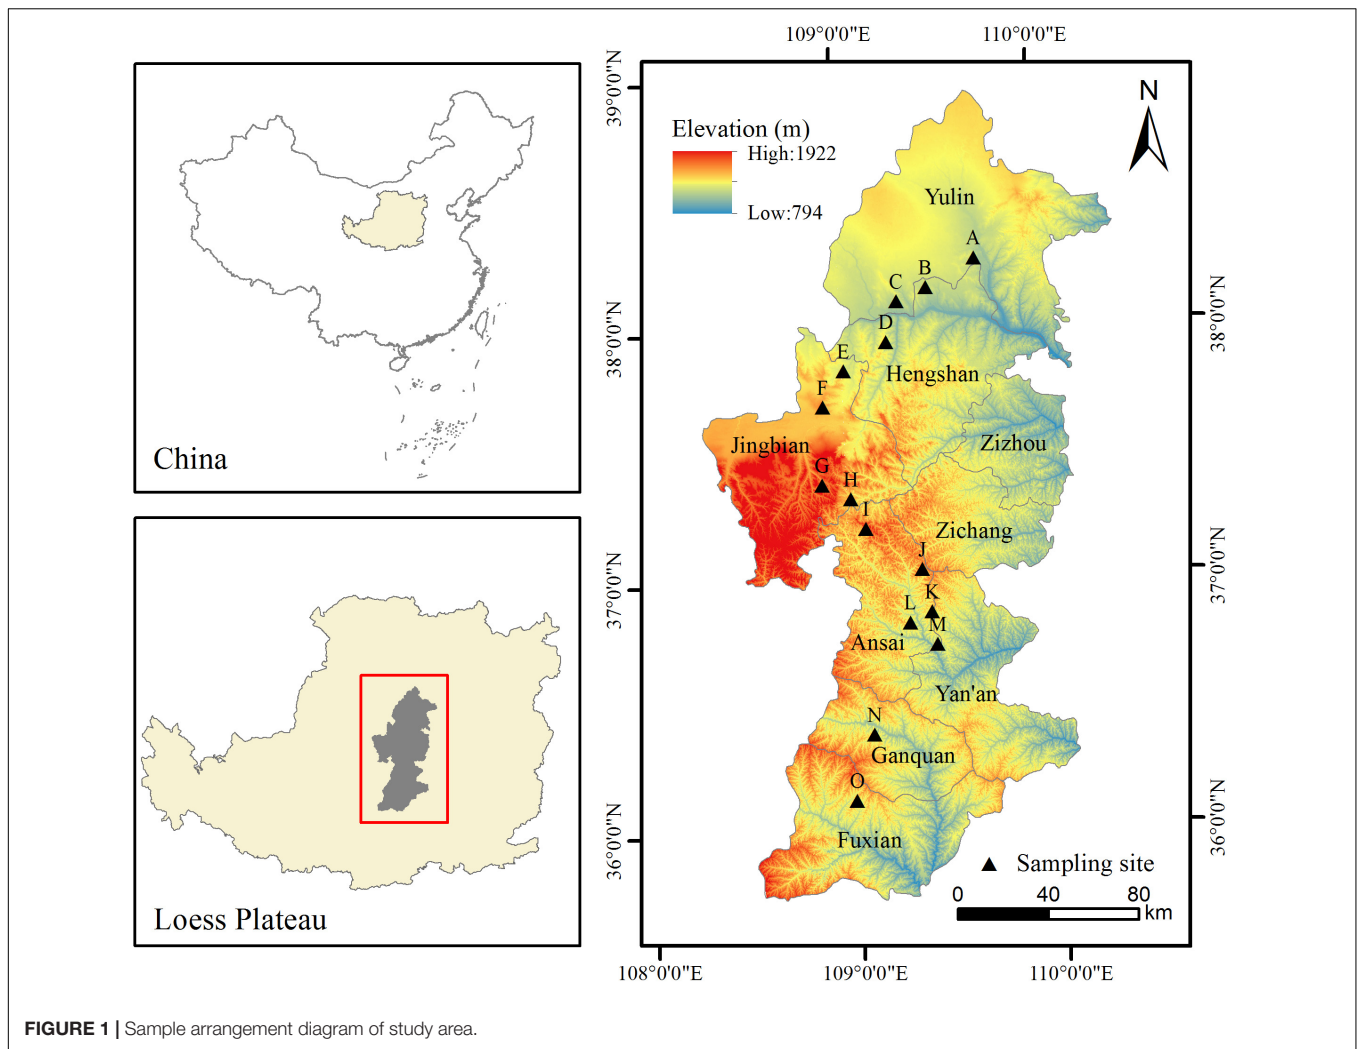 China
Loess Plateau
109°0'0"E
110°0'0"E
39°0'0"N
38°0'0"N
37°0'0"N
36°0'0"N
38°0'0"N
37°0'0"N
36°0'0"N
N
Elevation (m)
High:1922
Low:794
Yulin
A
B
C
D
E
Hengshan
F
Jingbian
Zizhou
G
H
I
Zichang
J
K
L
M
Ansai
Yan'an
N
Ganquan
O
Fuxian
Sampling site
0 40 80
km
108°0'0"E
109°0'0"E
110°0'0"E
FIGURE 1 | Sample arrangement diagram of study area.